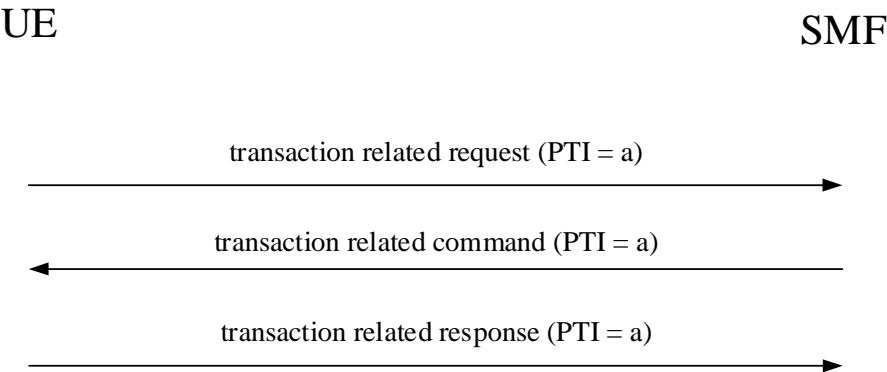 UE
SMF
transaction related request (PTI = a)
transaction related command (PTI = a)
transaction related response (PTI = a)